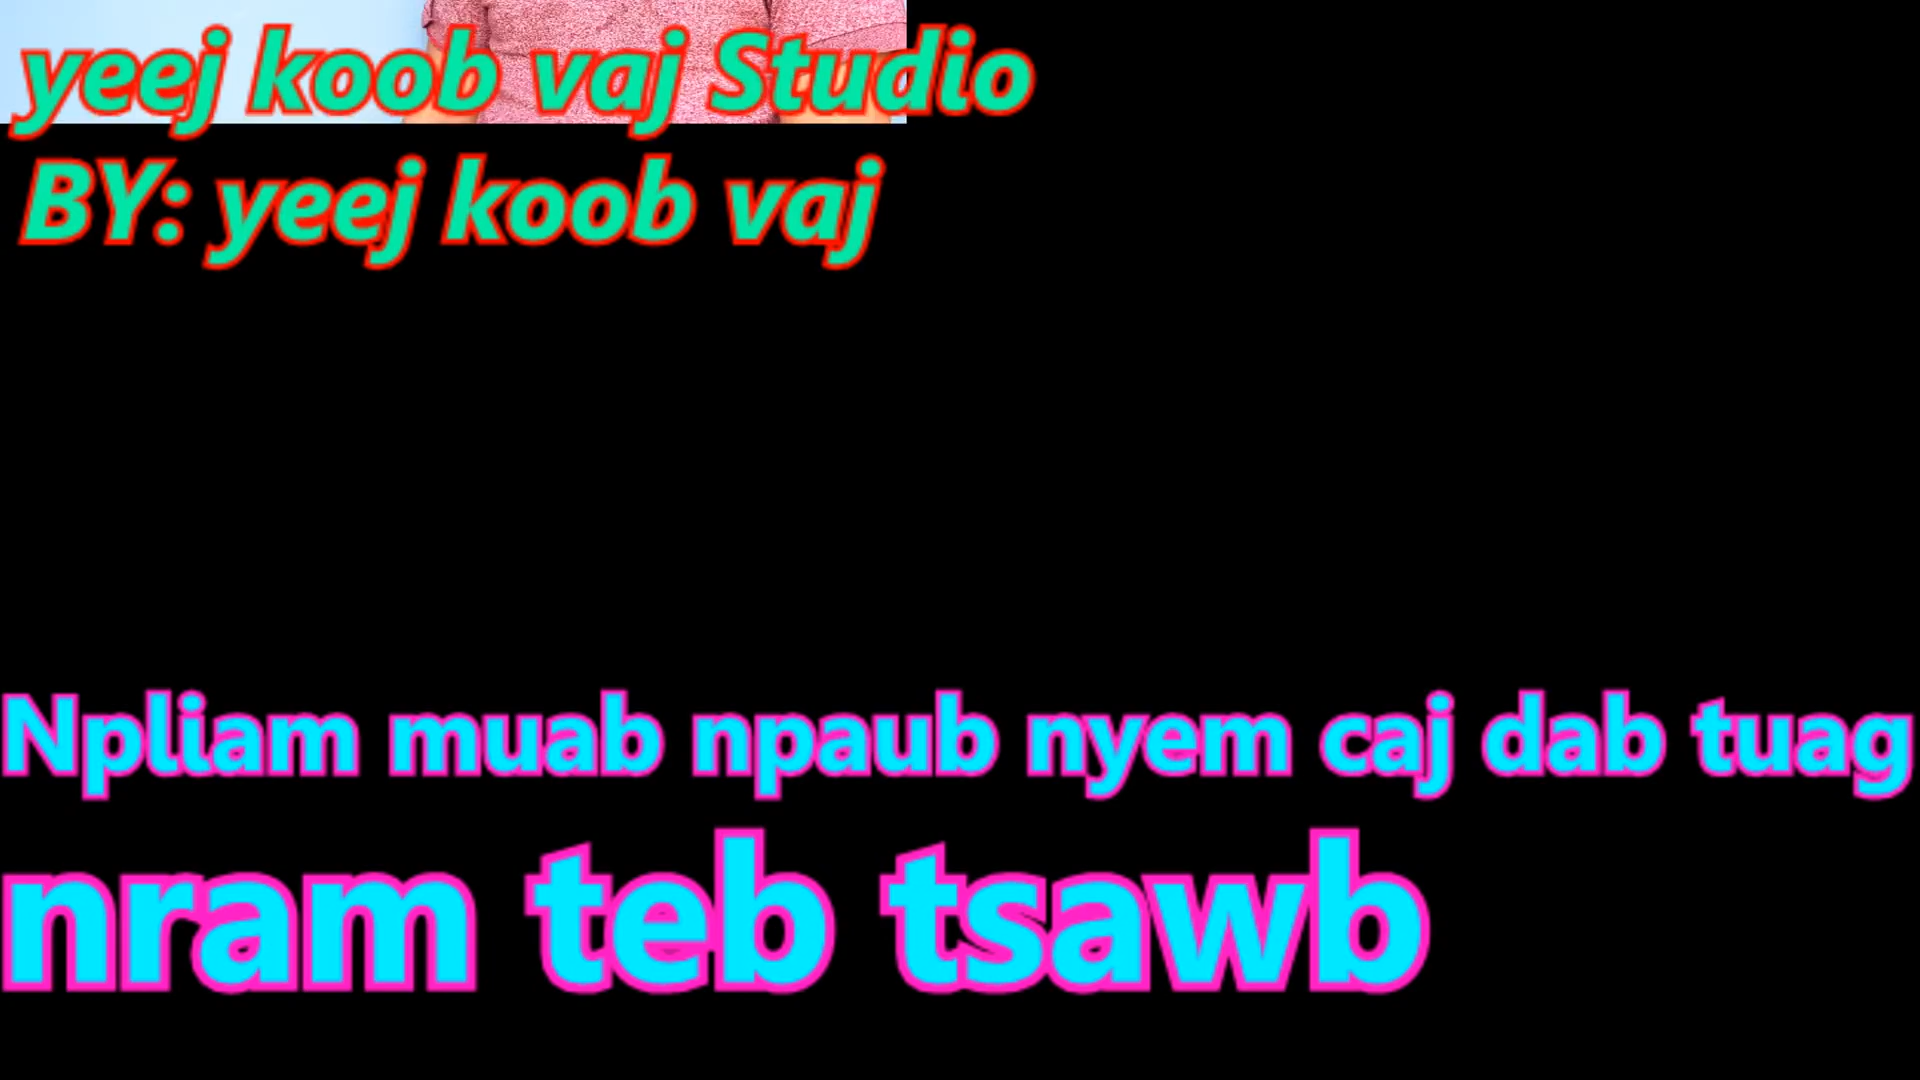 yeej koob vaj Studio
BY: yeej koob vaj
Npliam muab npaub nyem caj dab tuag
nram teb tsawb